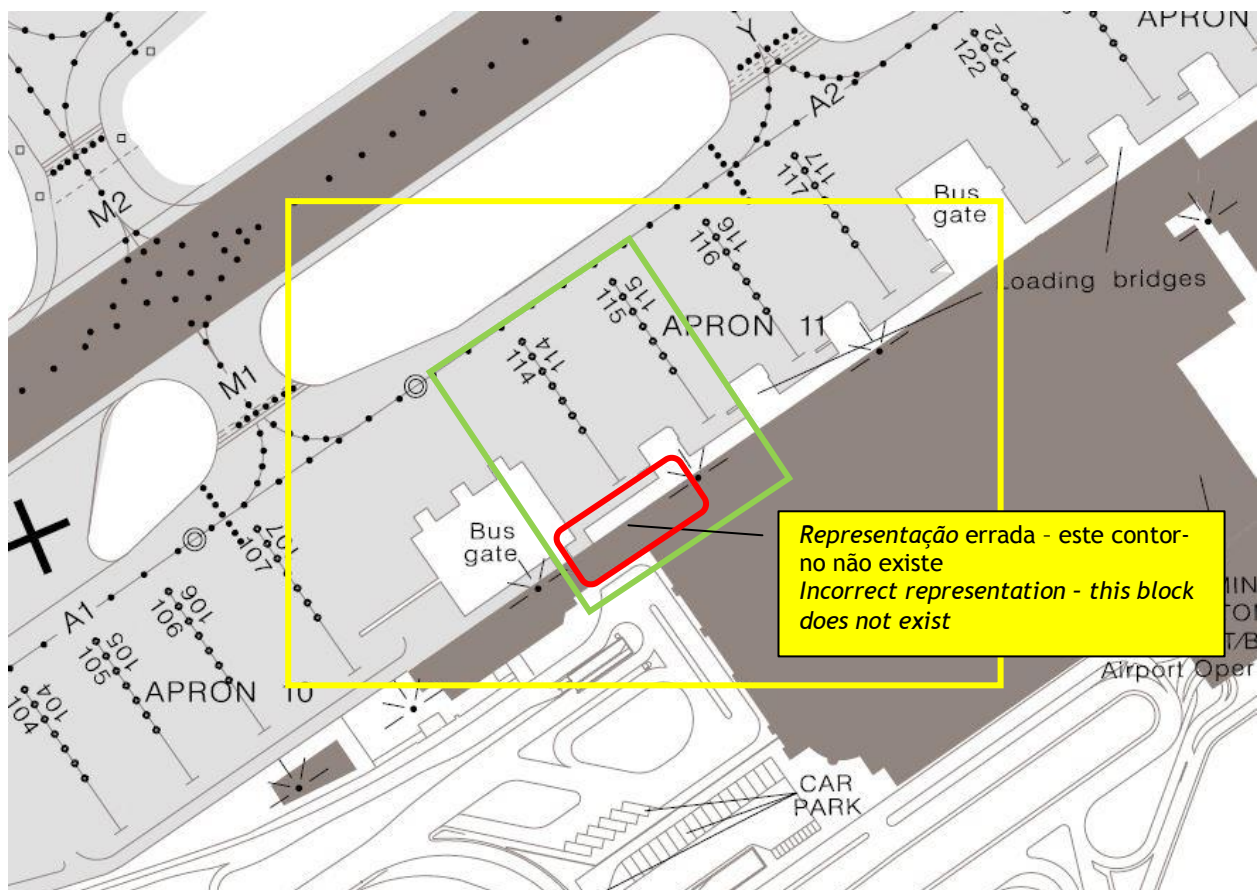 APRON
122
122
Y
A2
117
117
Bus
gate
M2
116
116
Loading bridges
115
115
APRON 11
114
114
M1
Bus
gate
107
107
A1
106
106
105
105
APRON 10
104
104
Representação errada - este contor-
no não existe
Incorrect representation - this block
does not exist
Airport Oper
CAR
PARK